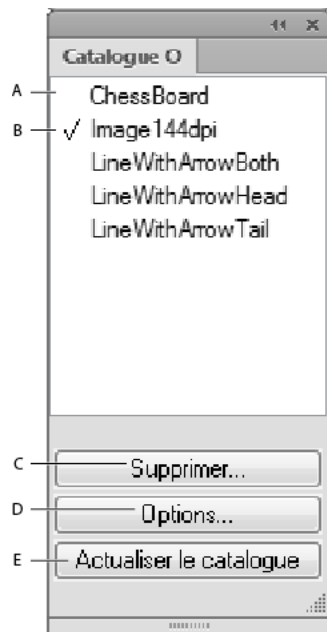 Catalogue O
A ChessBoard
B ✓ Image144dpi
LineWithArrowBoth
LineWithArrowHead
LineWithArrowTail
C Supprimer...
D Options...
E Actualiser le catalogue